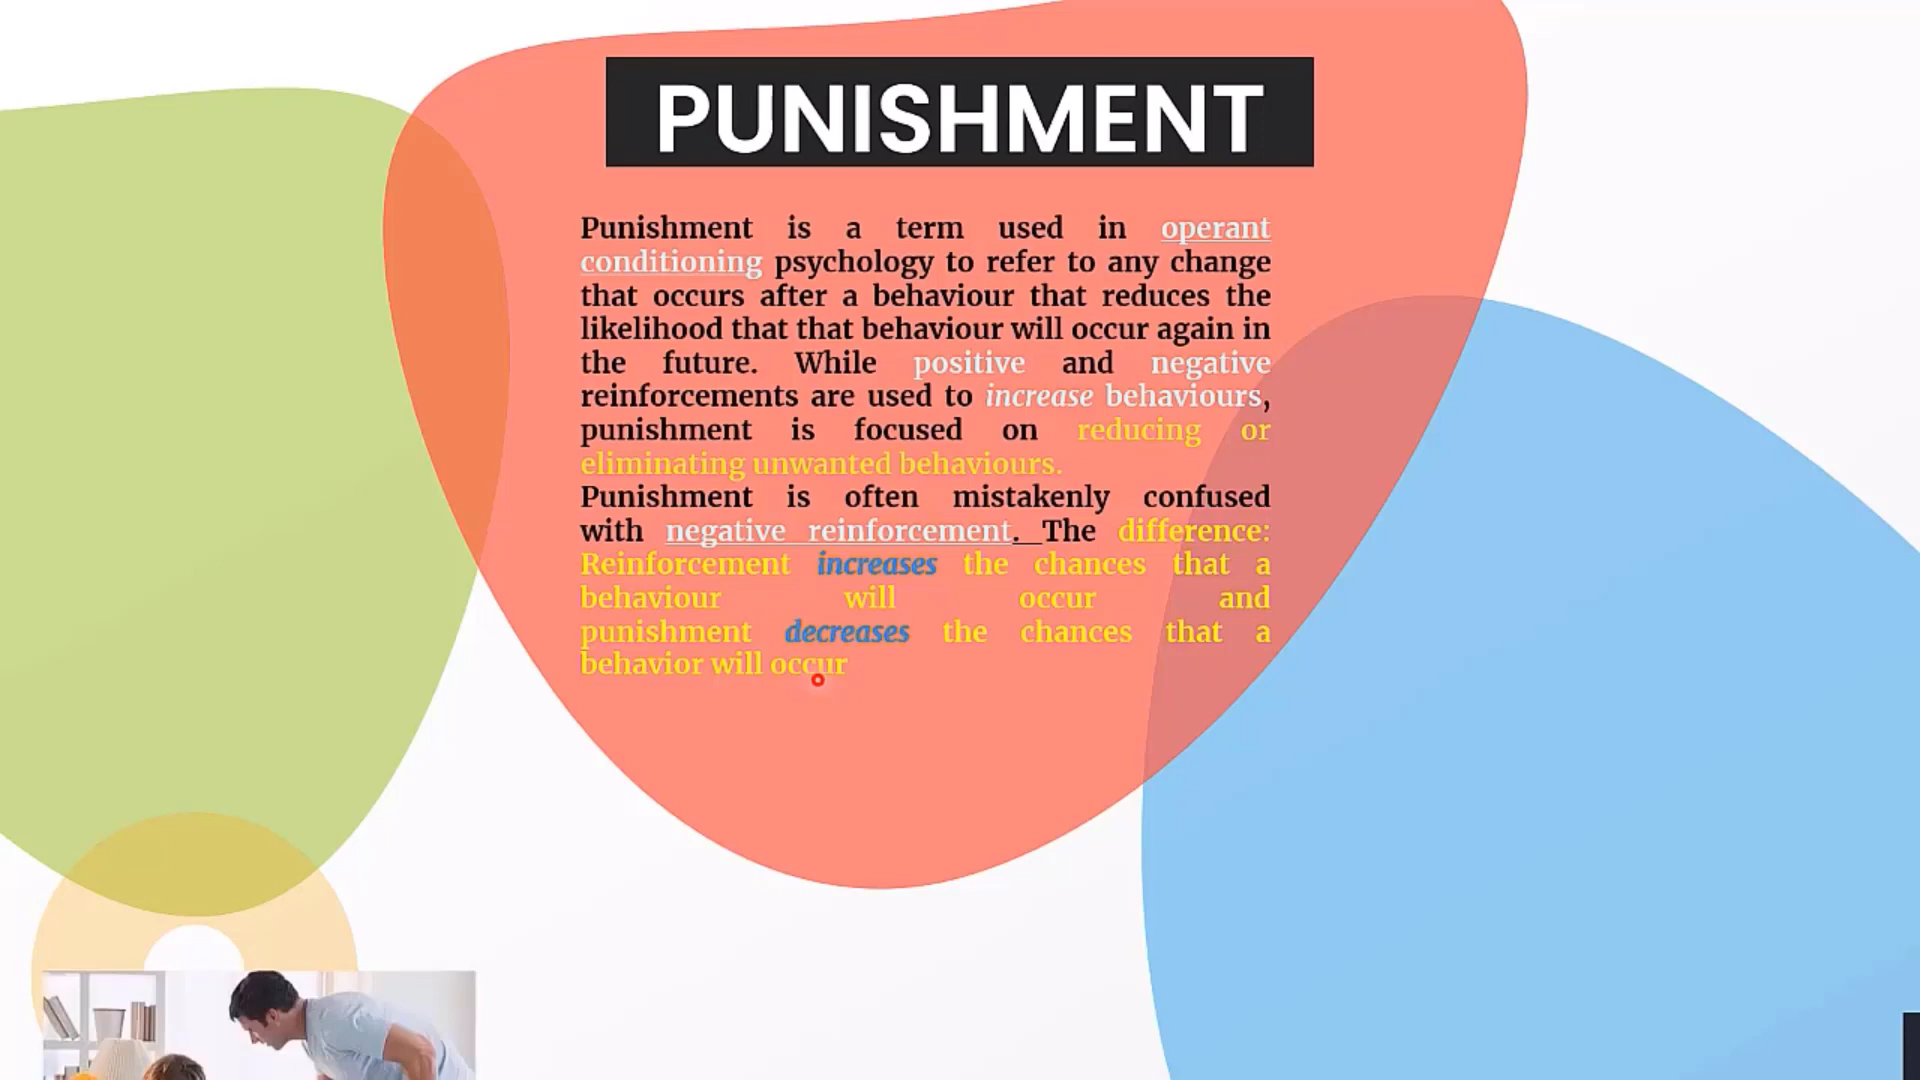 PUNISHMENT
Punishment is a term used in operant
conditioning psychology to refer to any change
that occurs after a behaviour that reduces the
likelihood that that behaviour will occur again in
the future. While positive and negative
reinforcements are used to increase behaviours,
punishment is focused on reducing or
eliminating unwanted behaviours.
Punishment is often mistakenly confused
with negative reinforcement. The difference:
Reinforcement increases the chances that a
behaviour will occur and
punishment decreases the chances that a
behavior will occur